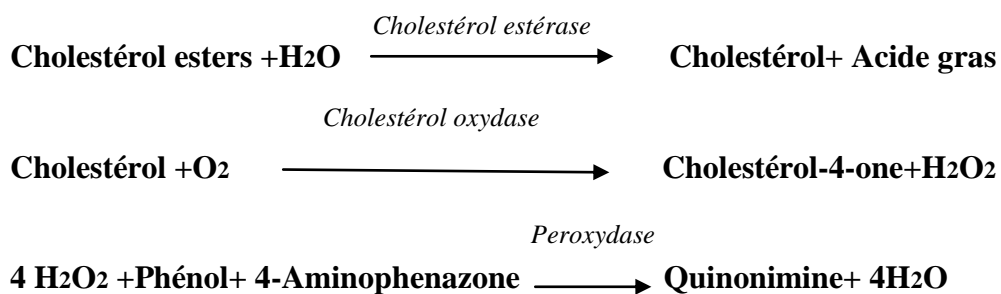 Cholestérol estérase
Cholestérol esters +H2O Cholestérol+ Acide gras
Cholestérol oxydase
Cholestérol +O2 Cholestérol-4-one+H2O2
Peroxydase
4 H2O2 +Phénol+ 4-Aminophenazone Quinonimine+ 4H2O